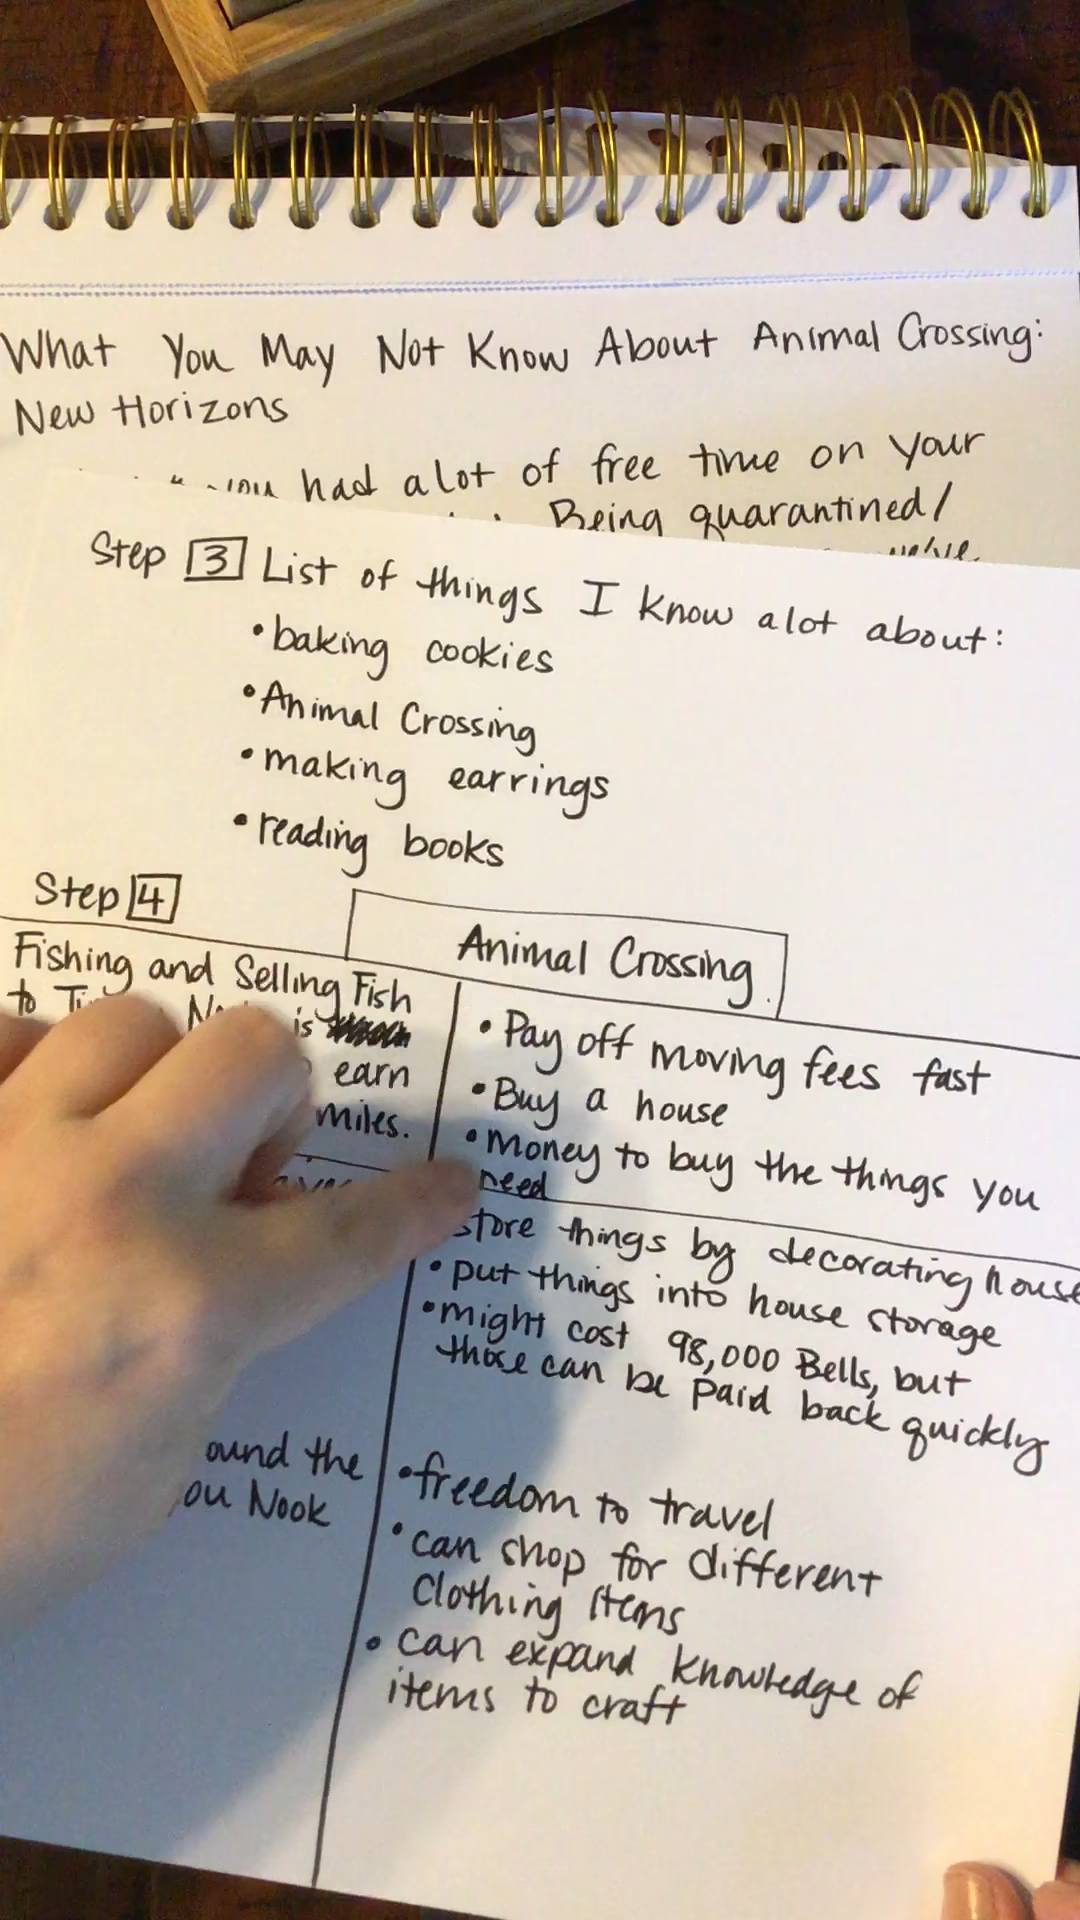 What You May Not Know About Animal Crossing:
New Horizons
had alot of free time on your
Being quarantined/
Step 3 List of things I know alot about:
•baking cookies
•Animal Crossing
•making earrings
•reading books
Step 4
Animal Crossing
Fishing and Selling Fish
to
is
earn
miles.
•Pay off moving fees fast
•Buy a house
•money to buy the things you
need
store things by decorating house
•put things into house storage
•might cost 98,000 Bells, but
those can be paid back quickly
ound the
ou Nook
•freedom to travel
•can shop for different
Clothing Items
•can expand knowledge of
items to craft